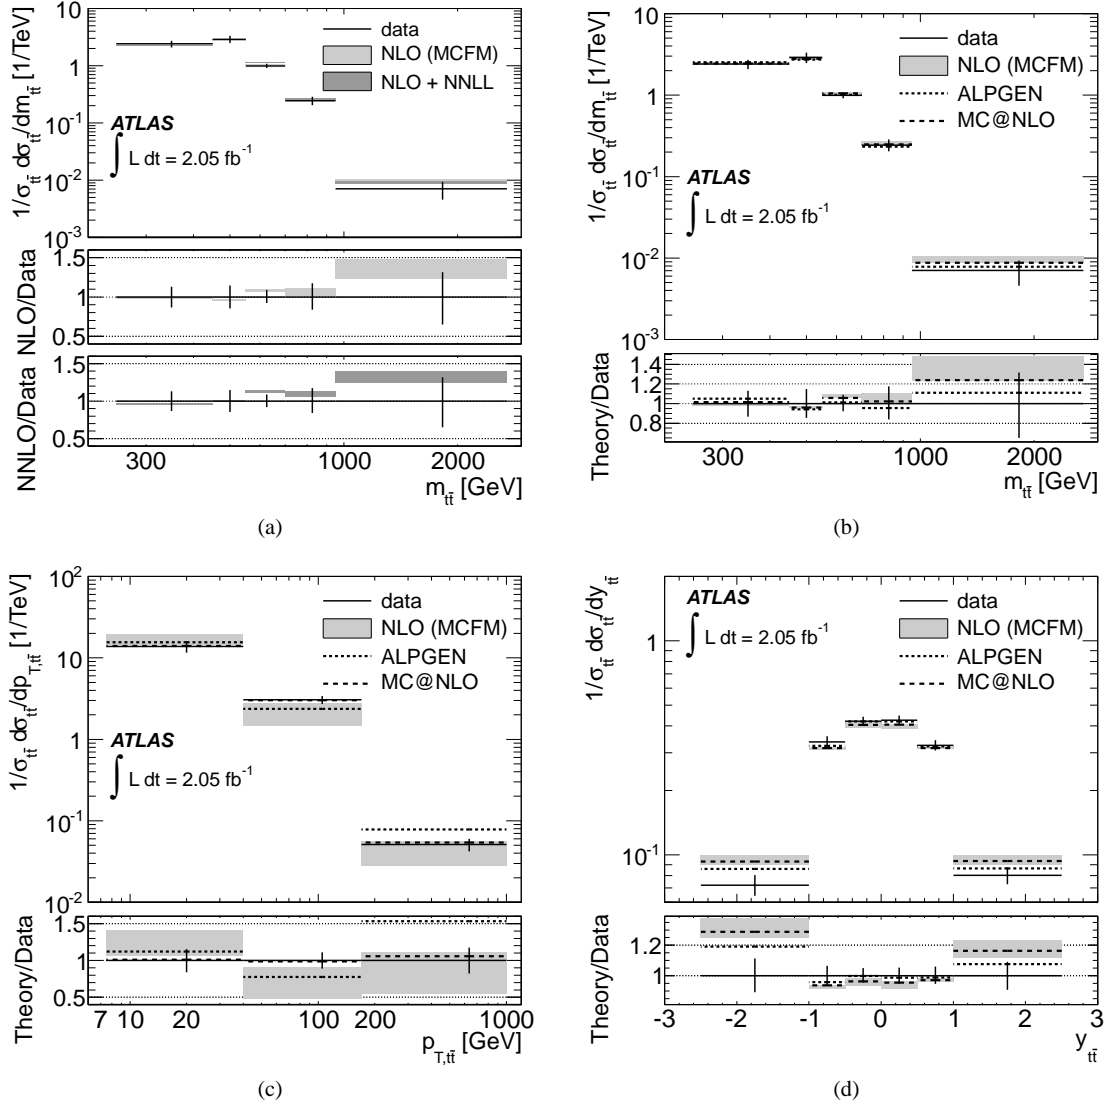 1/σ_tt̄ dσ_tt̄/dm_tt̄ [1/TeV]
10
1
10⁻¹
10⁻²
10⁻³
data
NLO (MCFM)
NLO + NNLL
ATLAS
∫ L dt = 2.05 fb⁻¹
NLO/Data
1.5
1
0.5
NNLO/Data
1.5
1
0.5
300 1000 2000
m_tt̄ [GeV]
(a)
1/σ_tt̄ dσ_tt̄/dm_tt̄ [1/TeV]
10
1
10⁻¹
10⁻²
10⁻³
data
NLO (MCFM)
ALPGEN
MC@NLO
ATLAS
∫ L dt = 2.05 fb⁻¹
Theory/Data
1.4
1.2
1
0.8
300 1000 2000
m_tt̄ [GeV]
(b)
1/σ_tt̄ dσ_tt̄/dp_T,tt̄ [1/TeV]
10²
10
1
10⁻¹
10⁻²
data
NLO (MCFM)
ALPGEN
MC@NLO
ATLAS
∫ L dt = 2.05 fb⁻¹
Theory/Data
1.5
1
0.5
7 10 20 100 200 1000
p_T,tt̄ [GeV]
(c)
1/σ_tt̄ dσ_tt̄/dy_tt̄
1
10⁻¹
ATLAS
∫ L dt = 2.05 fb⁻¹
data
NLO (MCFM)
ALPGEN
MC@NLO
Theory/Data
1.2
1
-3 -2 -1 0 1 2 3
y_tt̄
(d)